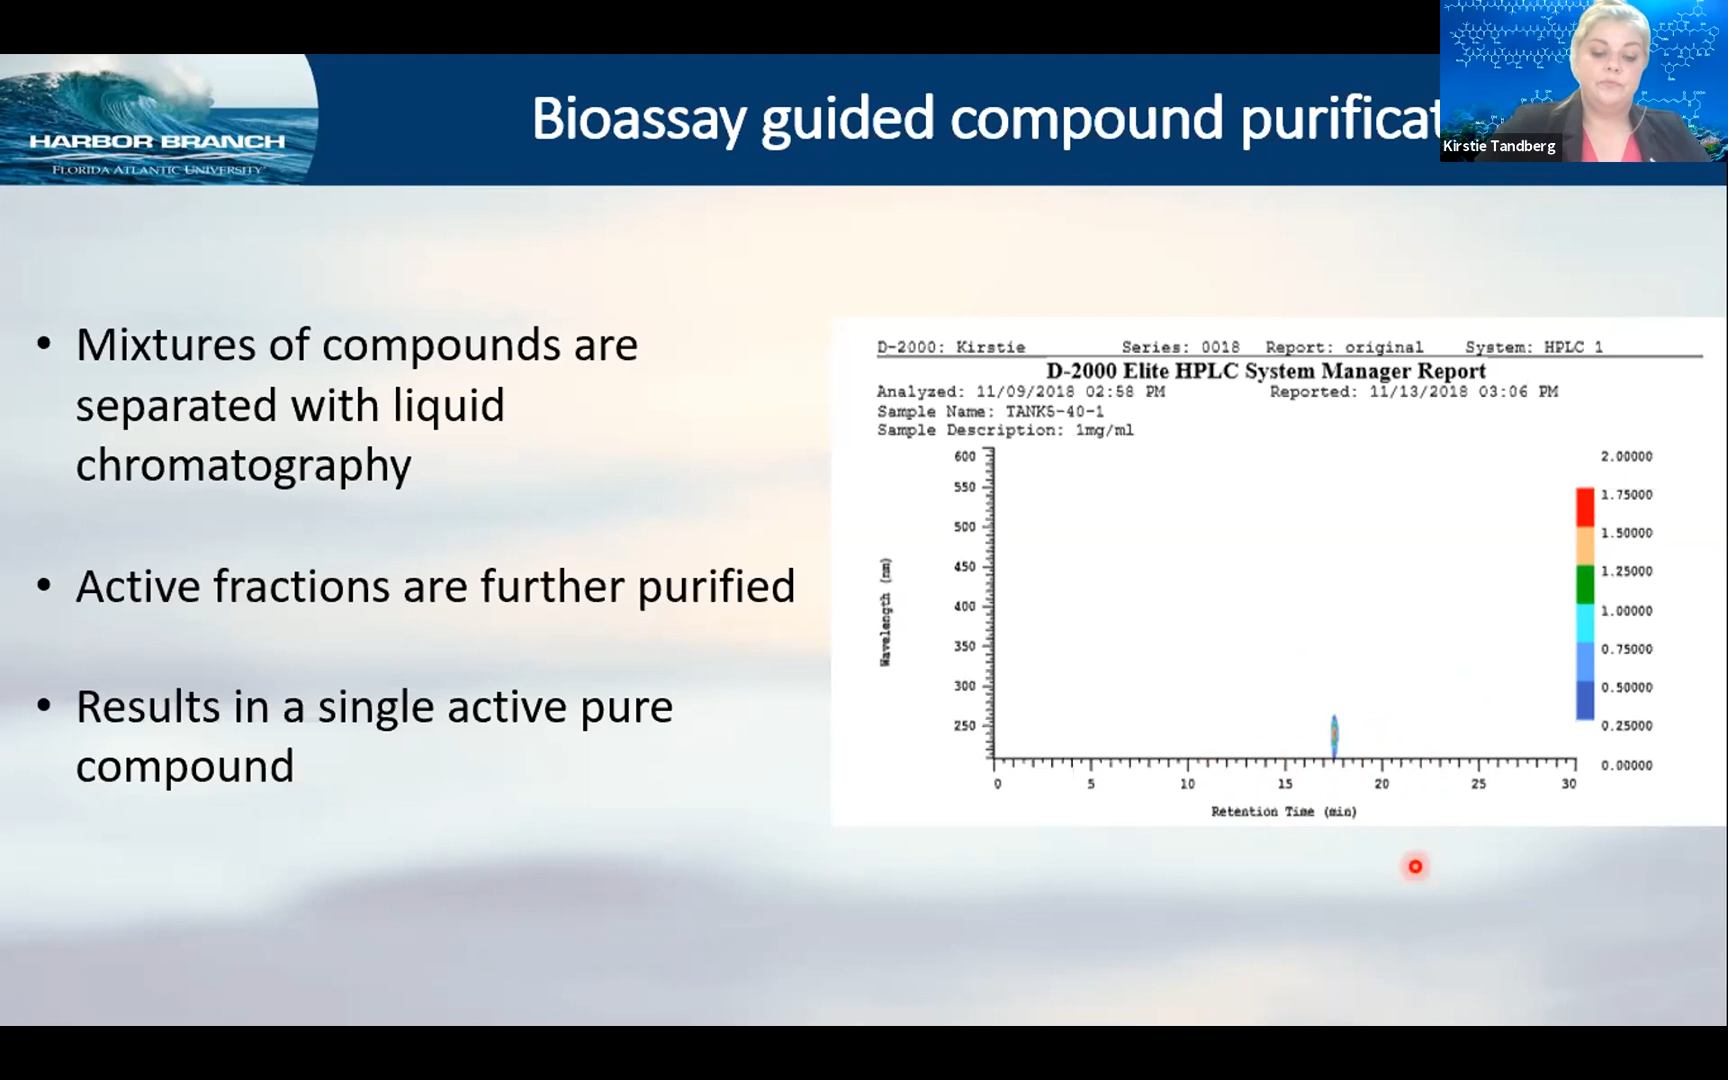 HARBOR BRANCH
FLORIDA ATLANTIC UNIVERSITY
Bioassay guided compound purificat
Kirstie Tandberg
• Mixtures of compounds are
separated with liquid
chromatography
• Active fractions are further purified
• Results in a single active pure
compound
D-2000: Kirstie Series: 0018 Report: original System: HPLC 1
D-2000 Elite HPLC System Manager Report
Analyzed: 11/09/2018 02:58 PM Reported: 11/13/2018 03:06 PM
Sample Name: TANKS-40-1
Sample Description: 1mg/ml
Wavelength (nm)
600
550
500
450
400
350
300
250
0 5 10 15 20 25 30
Retention Time (min)
2.00000
1.75000
1.50000
1.25000
1.00000
0.75000
0.50000
0.25000
0.00000